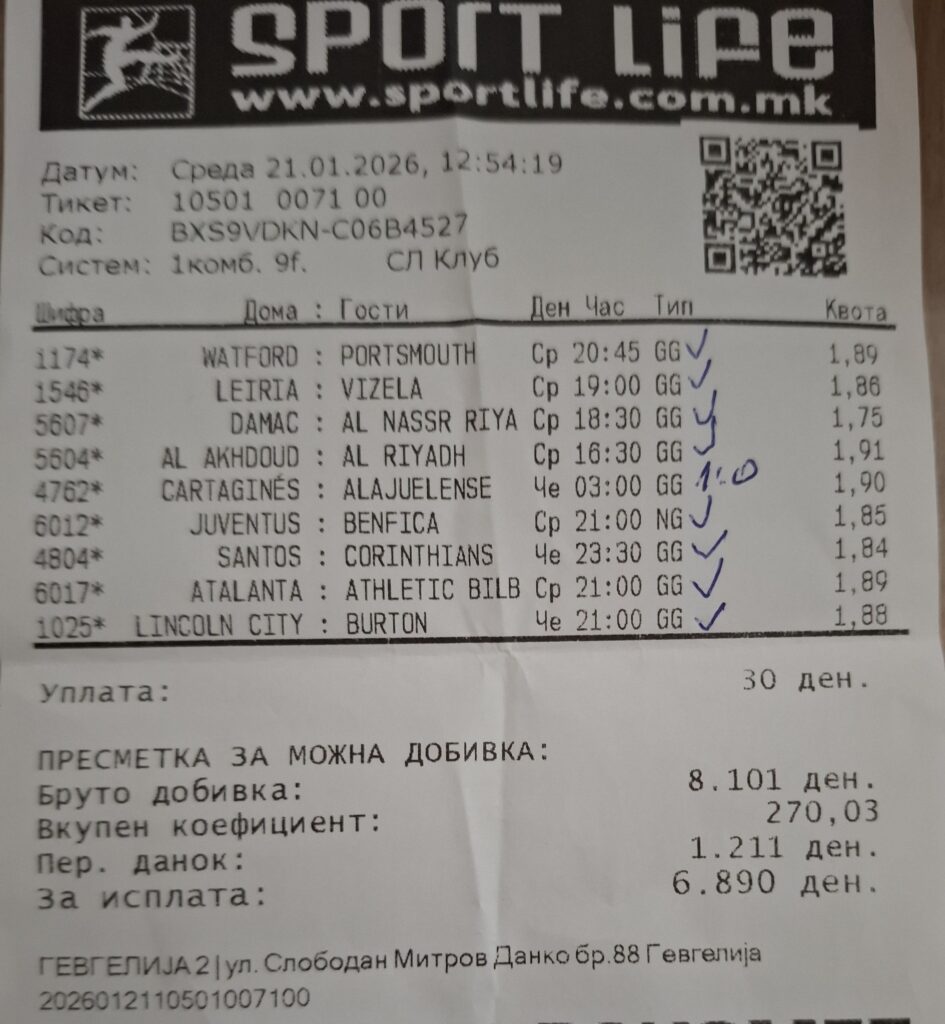 SPORT LIFE
www.sportlife.com.mk
Датум: Среда 21.01.2026, 12:54:19
Тикет: 10501 0071 00
Код: BXS9VDKN-C06B4527
Систем: 1комб. 9f. СЛ Клуб
Шифра Дома : Гости Ден Час Тип Квота
1174* WATFORD : PORTSMOUTH Ср 20:45 GG ✓ 1,89
1546* LEIRIA : VIZELA Ср 19:00 GG ✓ 1,86
5607* DAMAC : AL NASSR RIYA Ср 18:30 GG ✓ 1,75
5604* AL AKHDOUD : AL RIYADH Ср 16:30 GG ✓ 1,91
4762* CARTAGINÉS : ALAJUELENSE Че 03:00 GG 1:0 1,90
6012* JUVENTUS : BENFICA Ср 21:00 NG ✓ 1,85
4804* SANTOS : CORINTHIANS Че 23:30 GG ✓ 1,84
6017* ATALANTA : ATHLETIC BILB Ср 21:00 GG ✓ 1,89
1025* LINCOLN CITY : BURTON Че 21:00 GG ✓ 1,88
Уплата: 30 ден.
ПРЕСМЕТКА ЗА МОЖНА ДОБИВКА:
Бруто добивка: 8.101 ден.
Вкупен коефициент: 270,03
Пер. данок: 1.211 ден.
За исплата: 6.890 ден.
ГЕВГЕЛИЈА 2 | ул. Слободан Митров Данко бр.88 Гевгелија
2026012110501007100